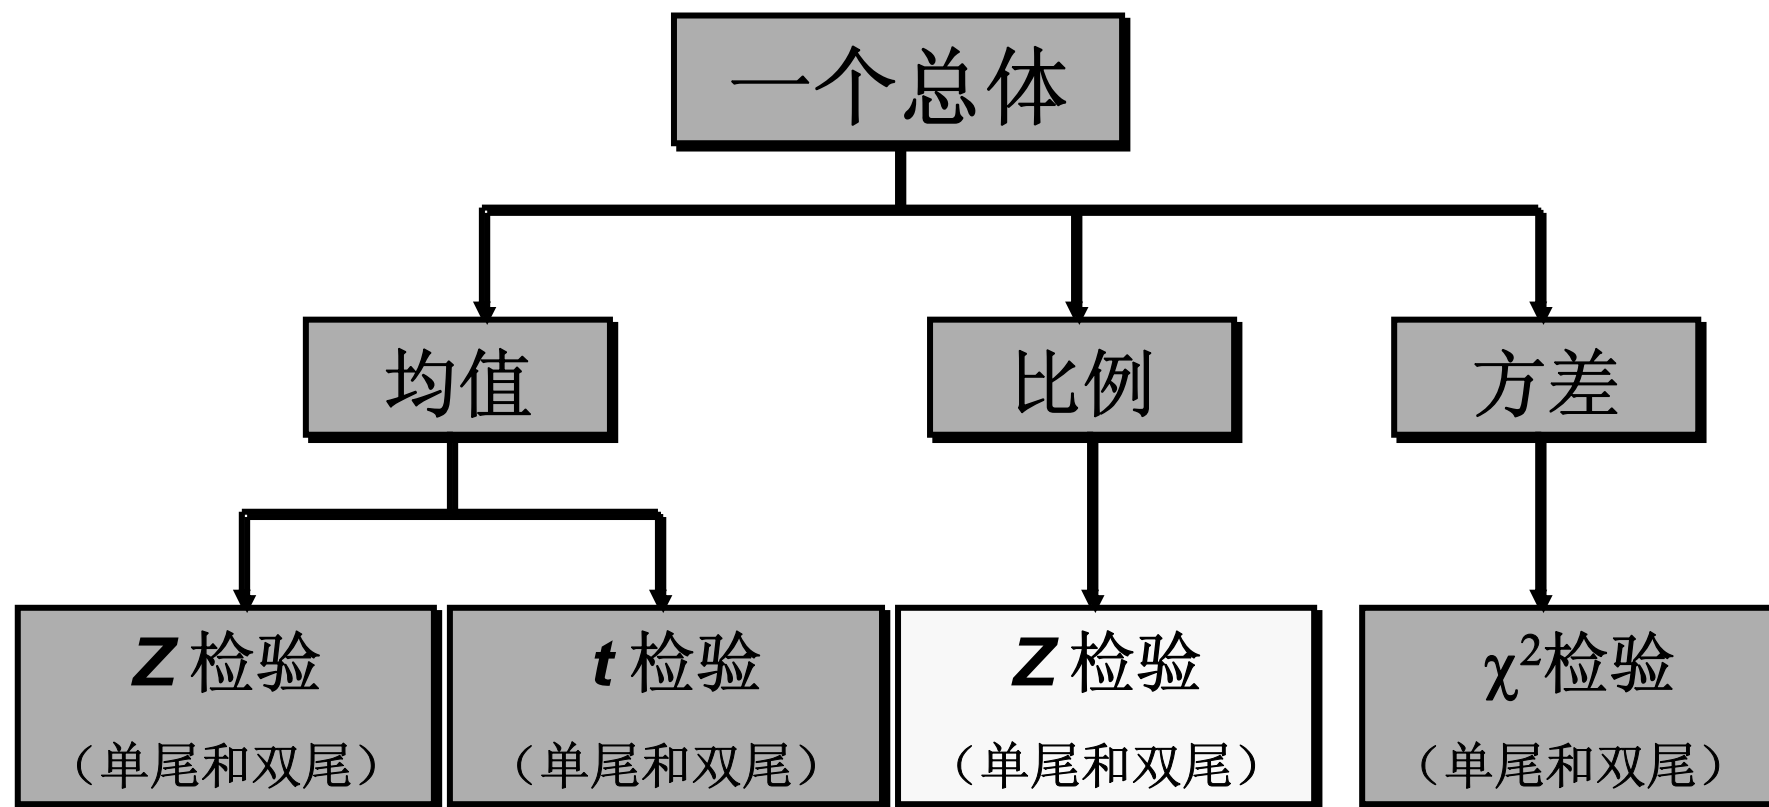 一个总体
均值
比例
方差
Z 检验
（单尾和双尾）
t 检验
（单尾和双尾）
Z 检验
（单尾和双尾）
χ²检验
（单尾和双尾）